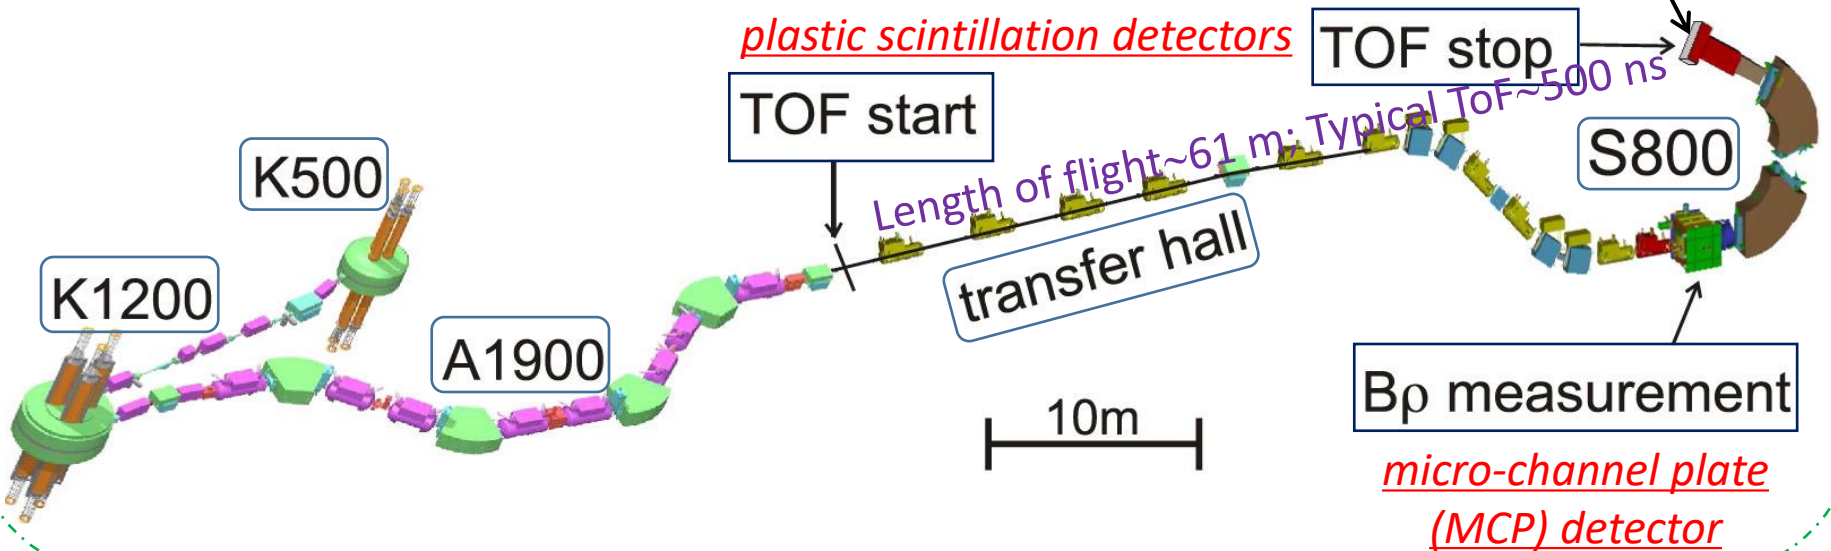 plastic scintillation detectors
TOF stop
TOF start
Length of flight~61 m; Typical ToF~500 ns
K500
S800
transfer hall
K1200
A1900
10m
Bρ measurement
micro-channel plate
(MCP) detector